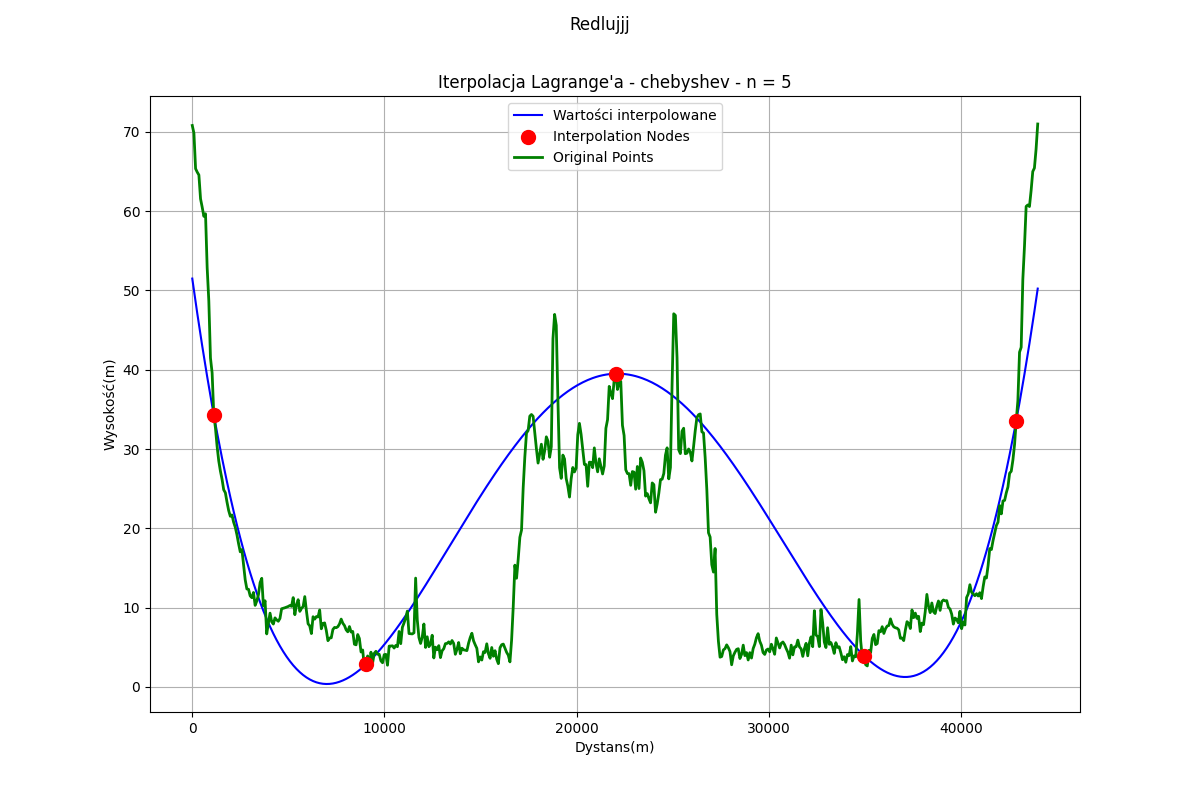 Redlujjj
Iterpolacja Lagrange'a - chebyshev - n = 5
Wartości interpolowane
Interpolation Nodes
Original Points
Wysokość(m)
70
60
50
40
30
20
10
0
0 10000 20000 30000 40000
Dystans(m)